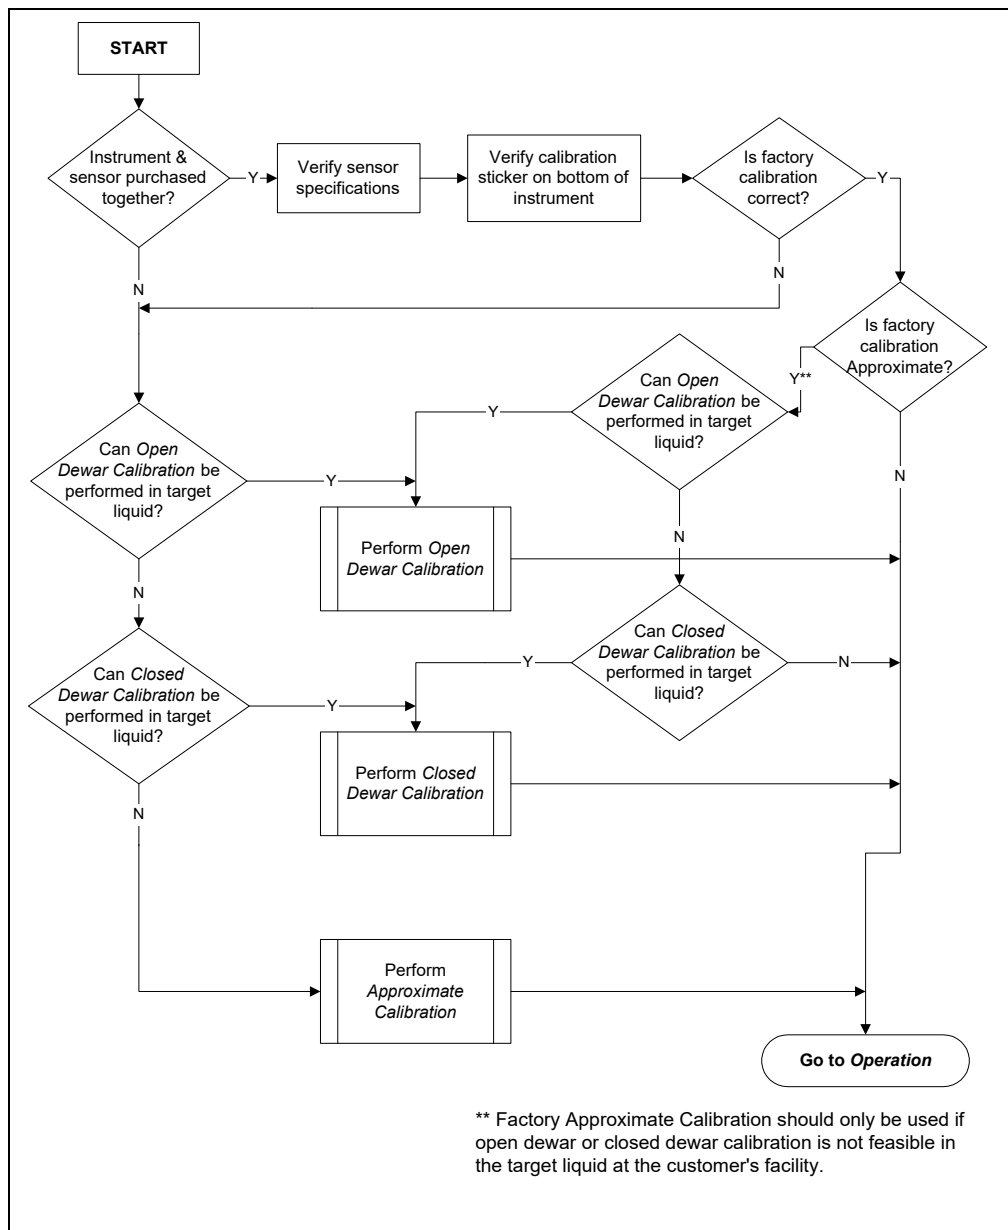 START
Instrument &
sensor purchased
together?
Y
Verify sensor
specifications
Verify calibration
sticker on bottom of
instrument
Is factory
calibration
correct?
Y
N
N
Is factory
calibration
Approximate?
Y**
N
Can Open
Dewar Calibration be
performed in target
liquid?
Y
N
Can Open
Dewar Calibration be
performed in target
liquid?
Y
N
Perform Open
Dewar Calibration
Can Closed
Dewar Calibration be
performed in target
liquid?
Y
N
Can Closed
Dewar Calibration be
performed in target
liquid?
Y
N
Perform Closed
Dewar Calibration
Perform
Approximate
Calibration
Go to Operation
** Factory Approximate Calibration should only be used if
open dewar or closed dewar calibration is not feasible in
the target liquid at the customer's facility.